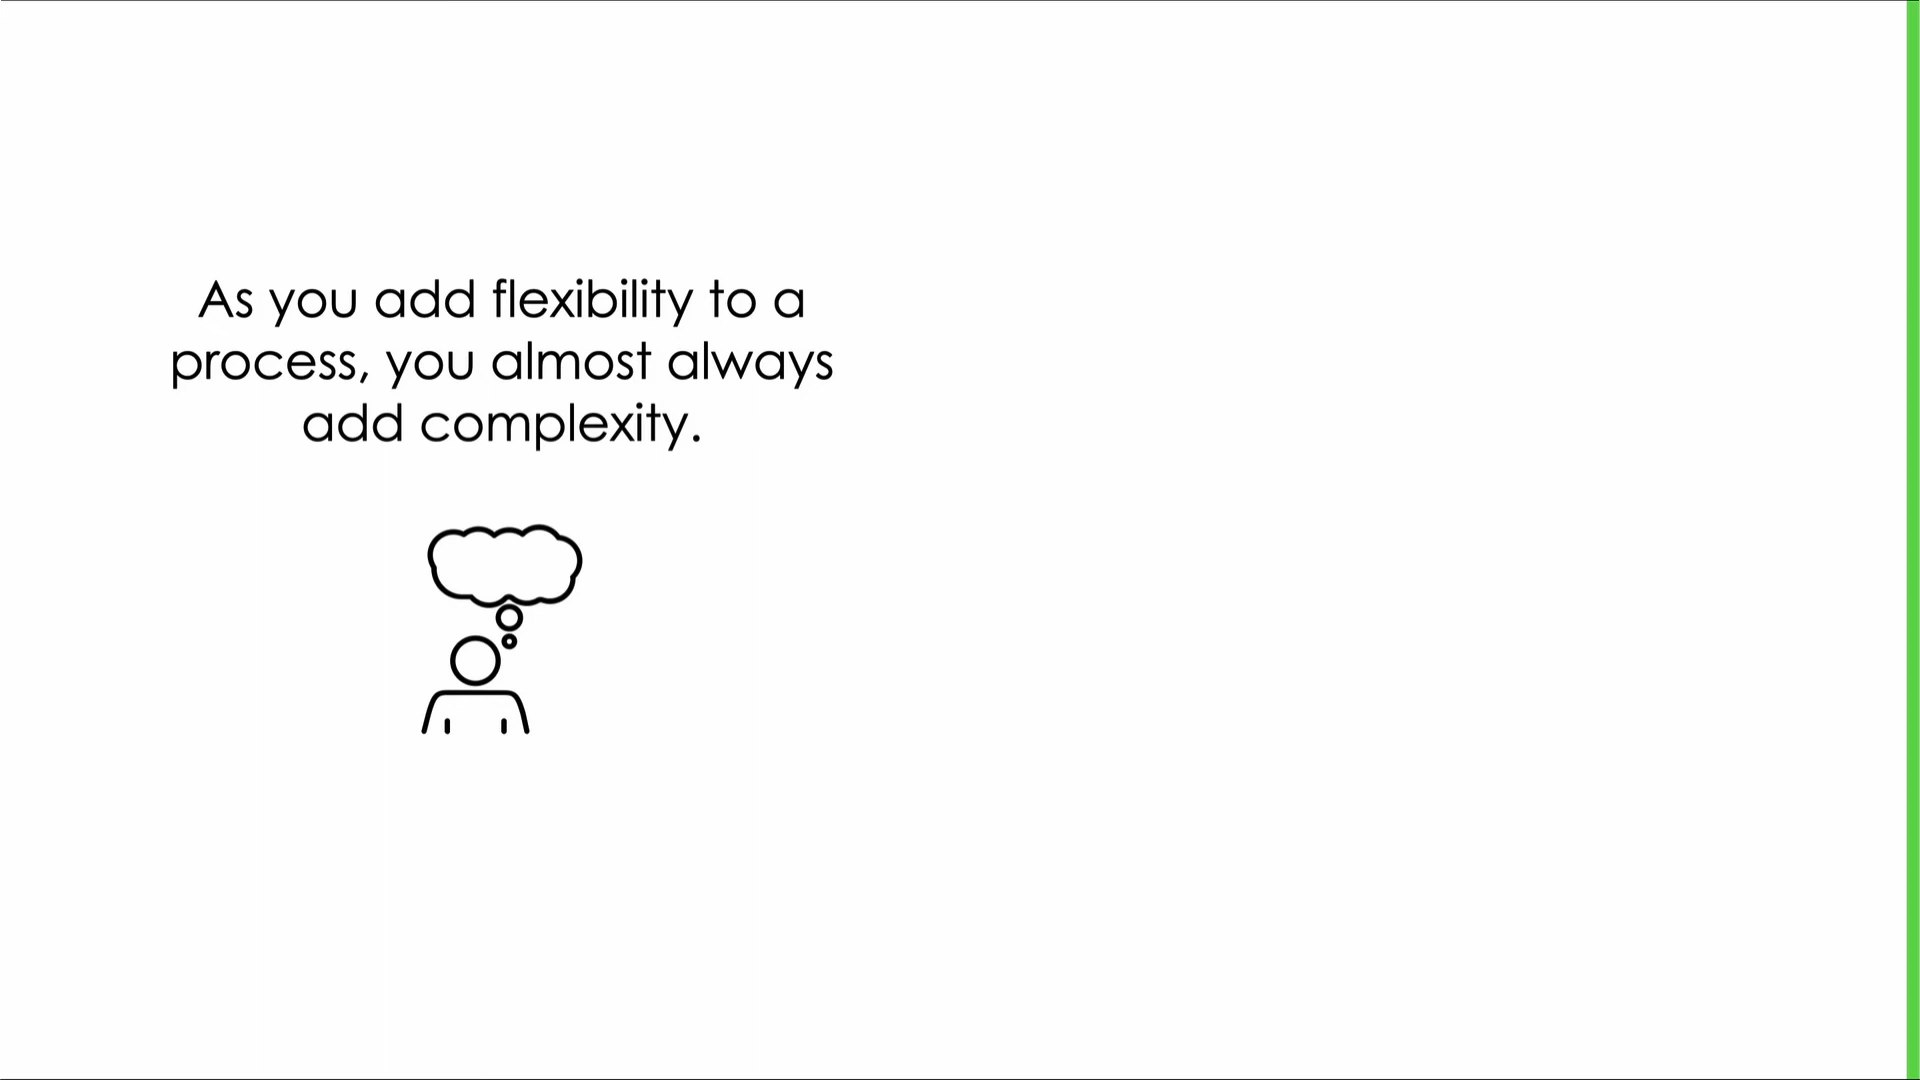 As you add flexibility to a
process, you almost always
add complexity.